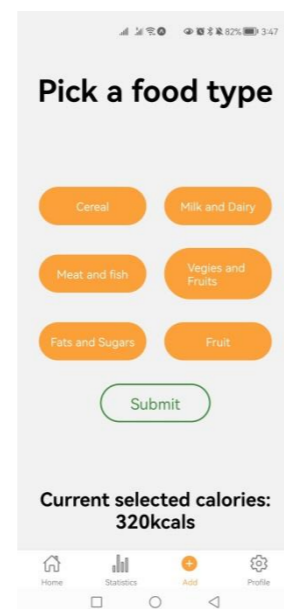 82% 3:47
Pick a food type
Cereal
Milk and Dairy
Meat and fish
Vegies and
Fruits
Fats and Sugars
Fruit
Submit
Current selected calories:
320kcals
Home
Statistics
Add
Profile